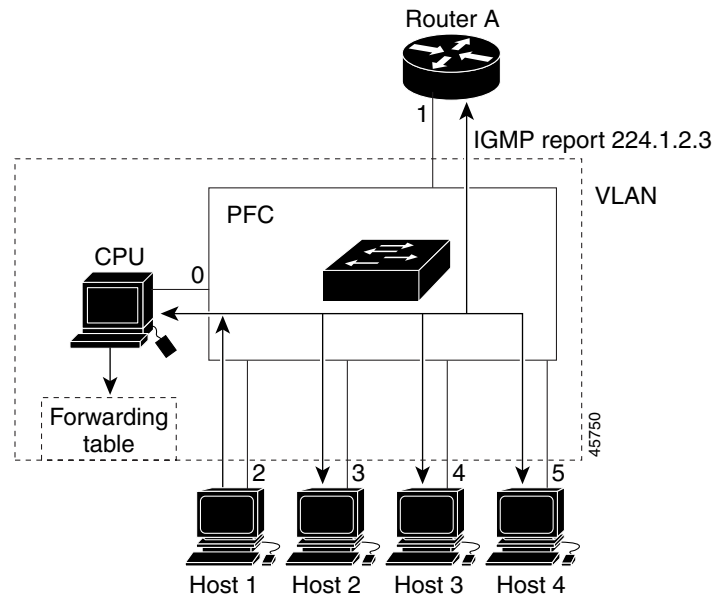 Router A
1
IGMP report 224.1.2.3
VLAN
PFC
CPU
0
Forwarding
table
45750
2
3
4
5
Host 1
Host 2
Host 3
Host 4